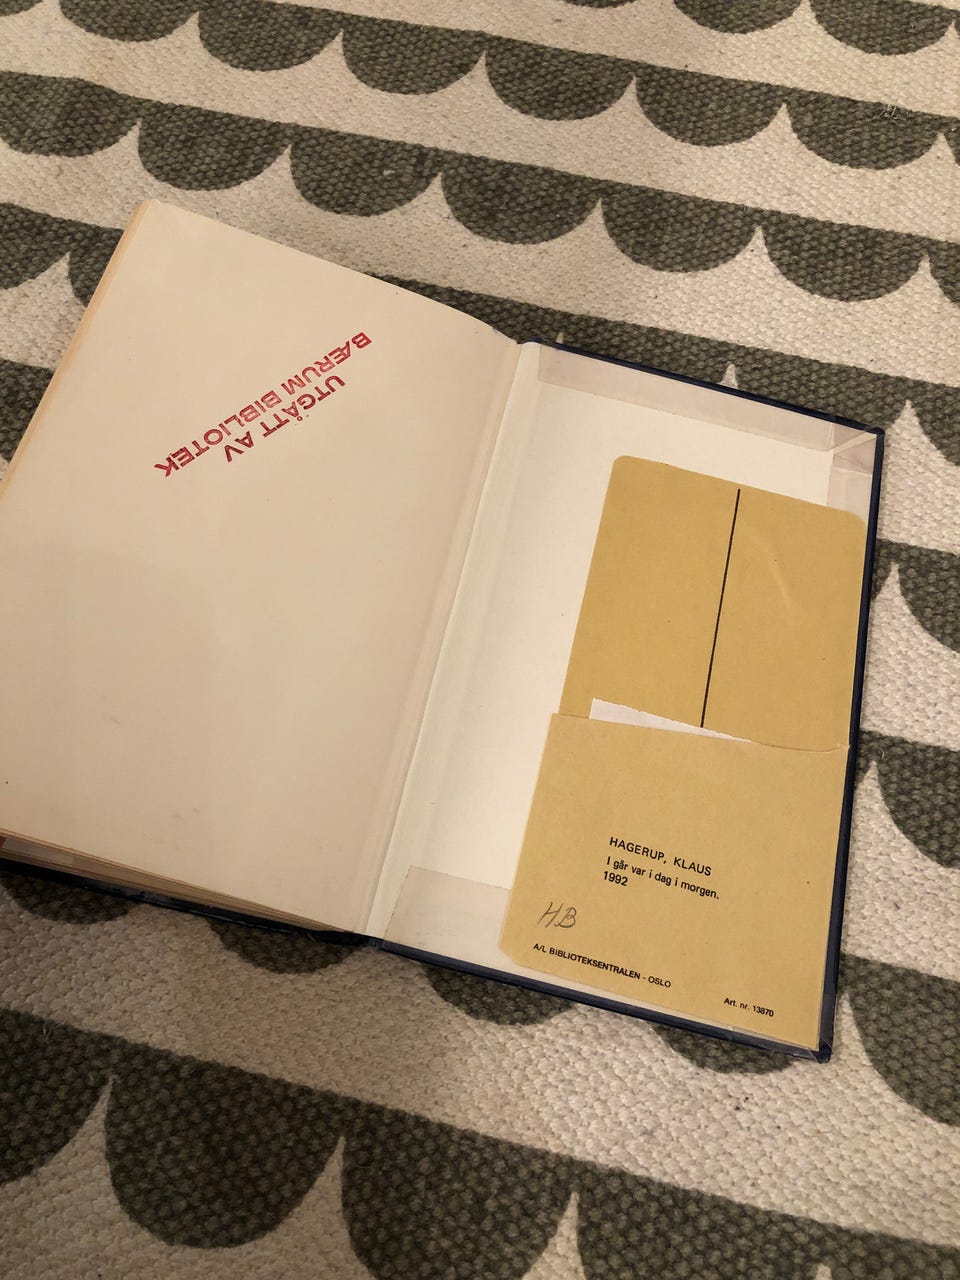 UTGÅTT AV
BÆRUM BIBLIOTEK
HAGERUP, KLAUS
I går var i dag i morgen.
1992
HB
A/L BIBLIOTEKSENTRALEN - OSLO
Art. nr. 13870